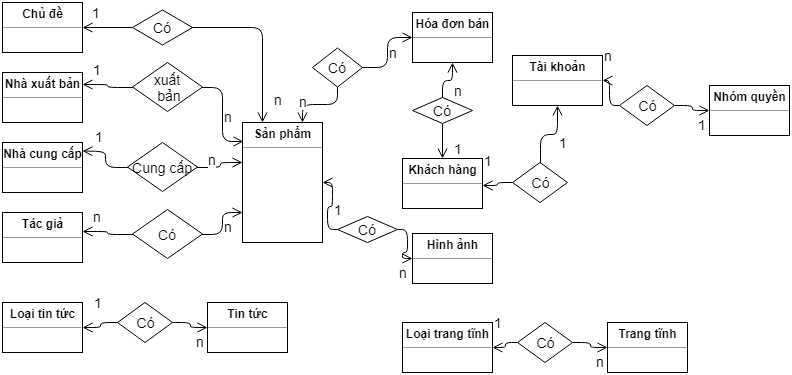 Chủ đề
1
Có
n
Nhà xuất bản
1
xuất
bản
n
Nhà cung cấp
1
Cung cấp
n
Tác giả
n
Có
n
Sản phẩm
n
Có
n
Hóa đơn bán
n
Có
1
Khách hàng
1
Có
1
Tài khoản
n
Có
1
Nhóm quyền
1
Có
n
Hình ảnh
Loại tin tức
1
Có
n
Tin tức
Loại trang tĩnh
1
Có
n
Trang tĩnh